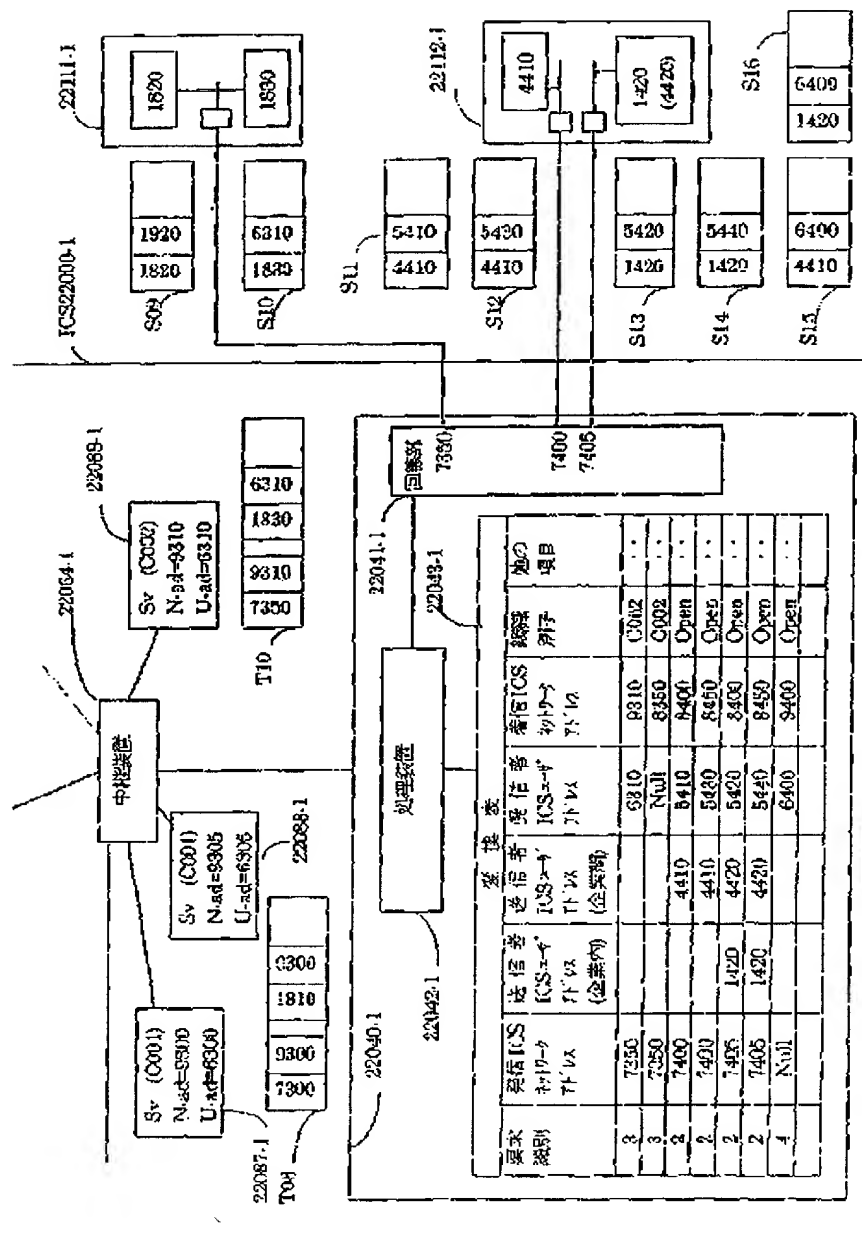 22111-1
1820
1830
22112-1
4410
1420
(4420)
S16
1420
ICS22000-1
1820
1920
S09
1830
6310
S10
4410
5410
S11
4410
5430
S12
1420
5420
S13
1420
5440
S14
4410
6400
S15
22064-1
中継装置
22089-1
Sv (C002)
N-ad=9310
U-ad=6310
7350
9310
1830
6310
T10
Sv (C001)
N-ad=9305
U-ad=6305
22088-1
Sv (C001)
N-ad=9300
U-ad=6300
22087-1
7300
9300
1810
22040-1
処理装置
22042-1
回線部
22041-1
7400
7405
22043-1
変換表
要求
識別
発信ICS
ネットワーク
アドレス
送信者
ICSユーザ
アドレス
(企業内)
送信者
ICSユーザ
アドレス
(企業間)
受信者
ICSユーザ
アドレス
着信ICS
ネットワーク
アドレス
他の
項目
3 7350 6310 9310 C002 ‥
3 7350 Null 8350 C002 ‥
2 7400 4410 5410 8400 Open ‥
2 7400 4410 5430 8450 Open ‥
2 7405 1420 4420 5420 8400 Open ‥
2 7405 1420 4420 5440 8450 Open ‥
4 Null 6400 9400 Open ‥